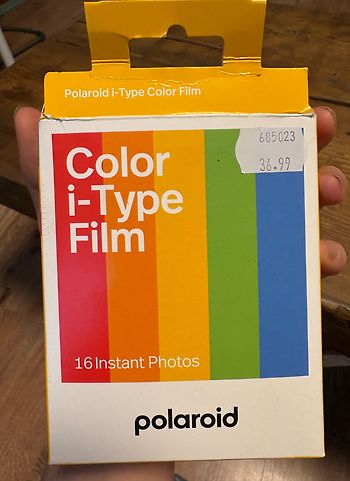 Polaroid i-Type Color Film
685023
36.99
Color
i-Type
Film
16 Instant Photos
polaroid